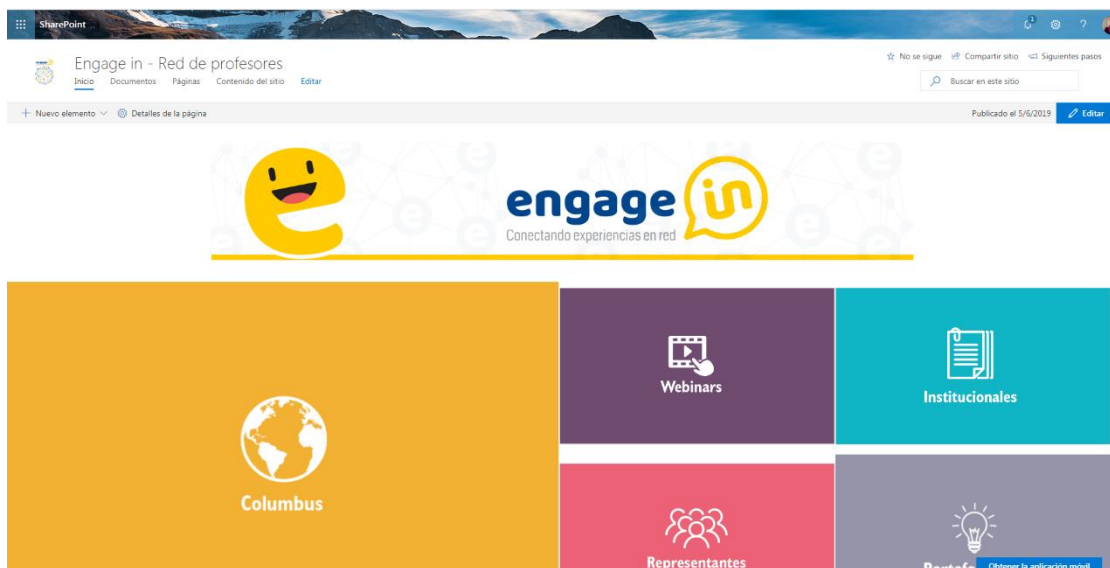 SharePoint
1
?
Engage in - Red de profesores
☆ No se sigue Compartir sitio Siguientes pasos
Inicio Documentos Páginas Contenido del sitio Editar
Buscar en este sitio
+ Nuevo elemento Detalles de la página
Publicado el 5/6/2019 Editar
e
engage in
Conectando experiencias en red
Webinars
Institucionales
Columbus
Representantes
Obtener la aplicación móvil